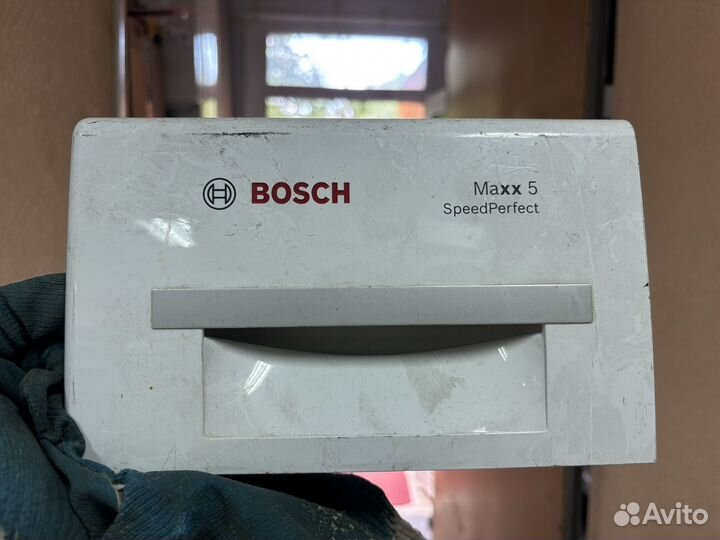 BOSCH
Maxx 5
SpeedPerfect
Avito